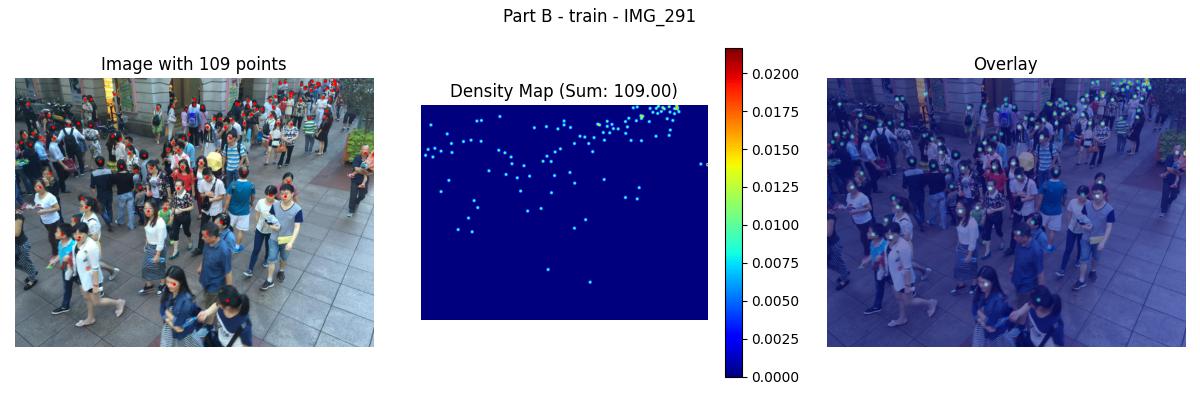 Part B - train - IMG_291
Image with 109 points
Density Map (Sum: 109.00)
Overlay
0.0200
0.0175
0.0150
0.0125
0.0100
0.0075
0.0050
0.0025
0.0000